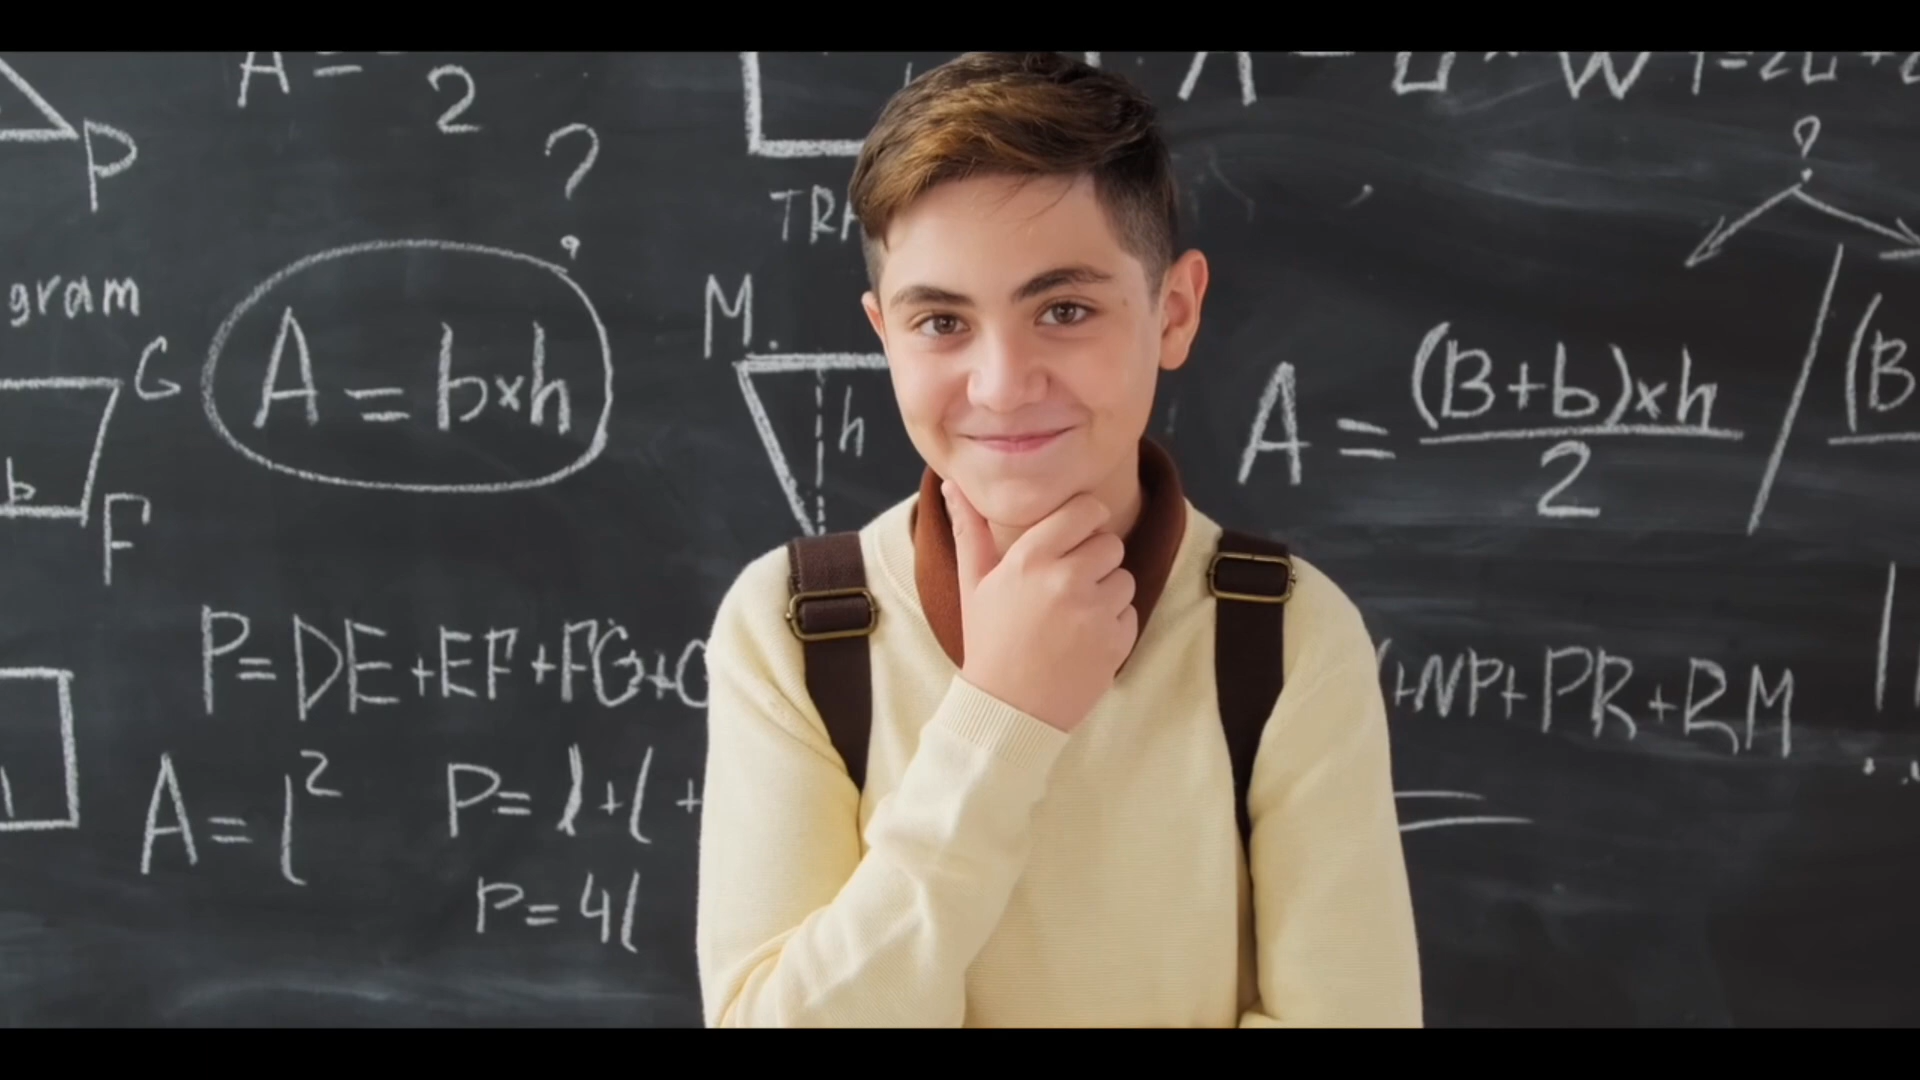 A =
2
?
P
TRA
?
gram
G
A = b×h
M
h
A = (B+b)×h / 2
(B
b
F
P= DE+EF+FG+
+NP+ PR+RM
A= l²
P= l+l+
P= 4l